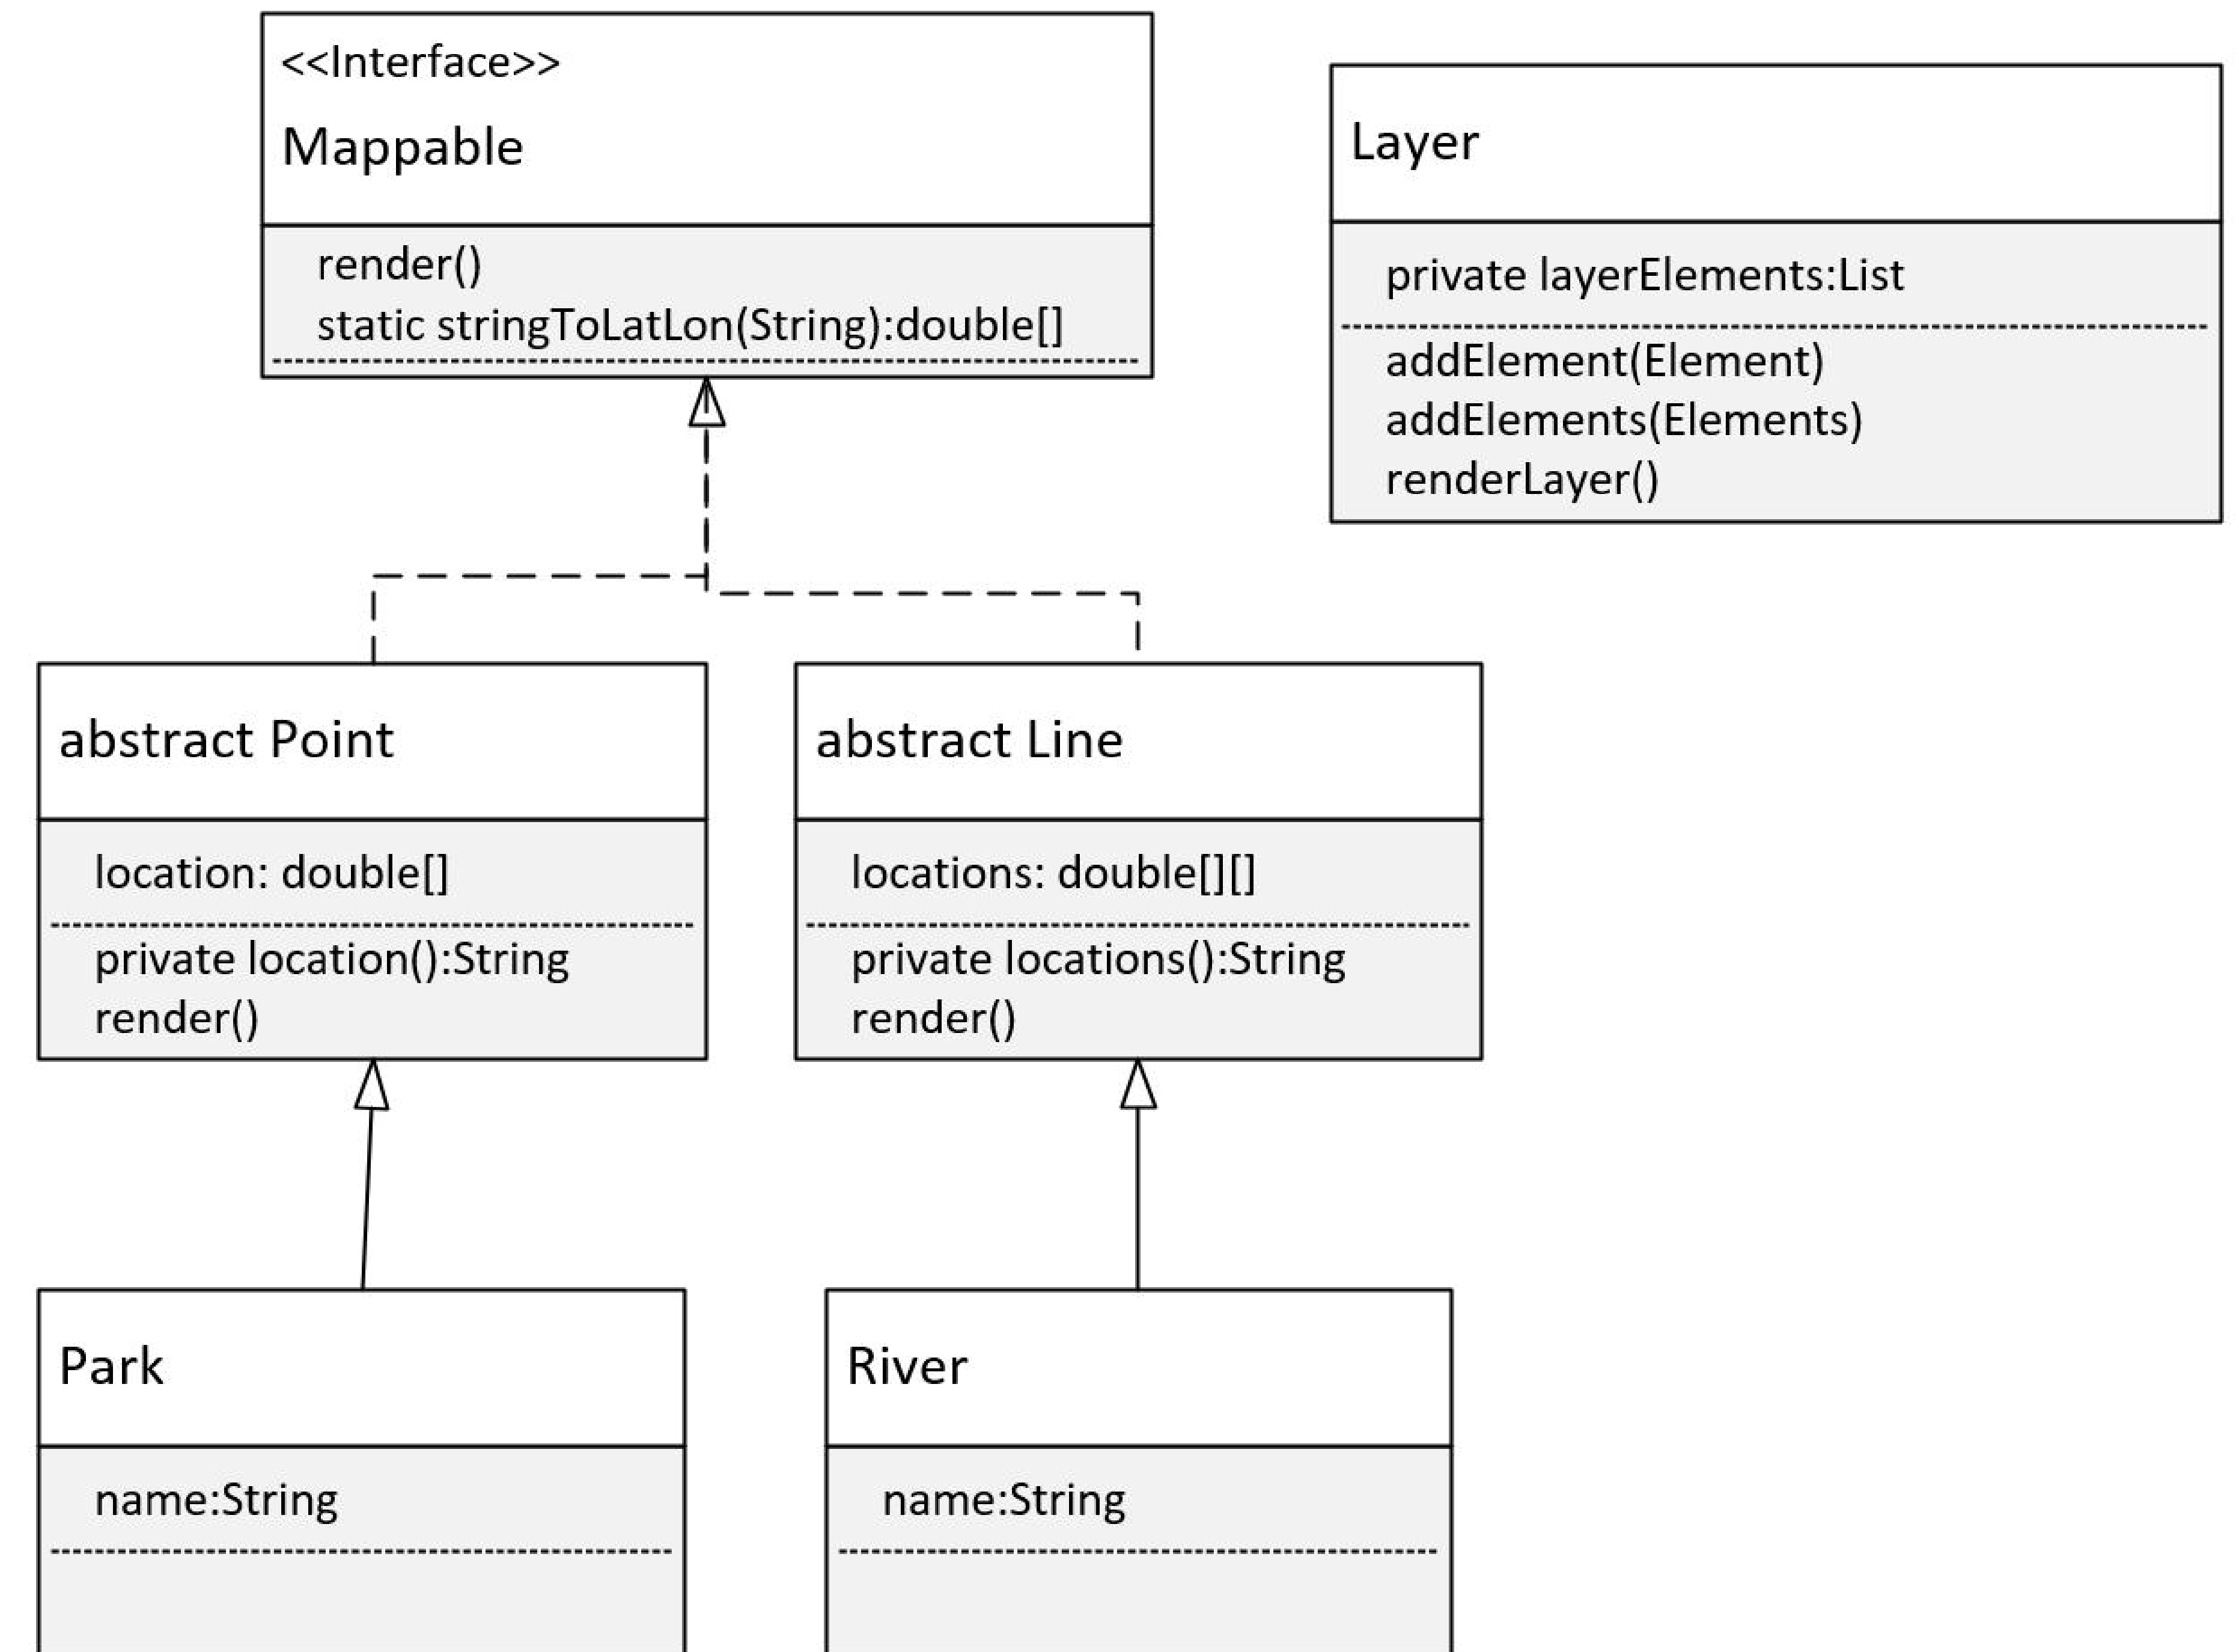 <<Interface>>
Mappable
render()
static stringToLatLon(String):double[]
Layer
private layerElements:List
addElement(Element)
addElements(Elements)
renderLayer()
abstract Point
location: double[]
private location():String
render()
abstract Line
locations: double[][]
private locations():String
render()
Park
name:String
River
name:String